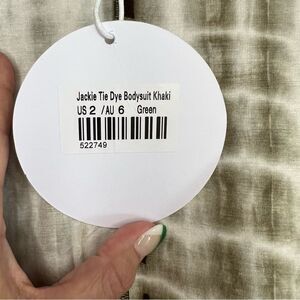 Jackie Tie Dye Bodysuit Khaki
US 2 /AU 6 Green
522749